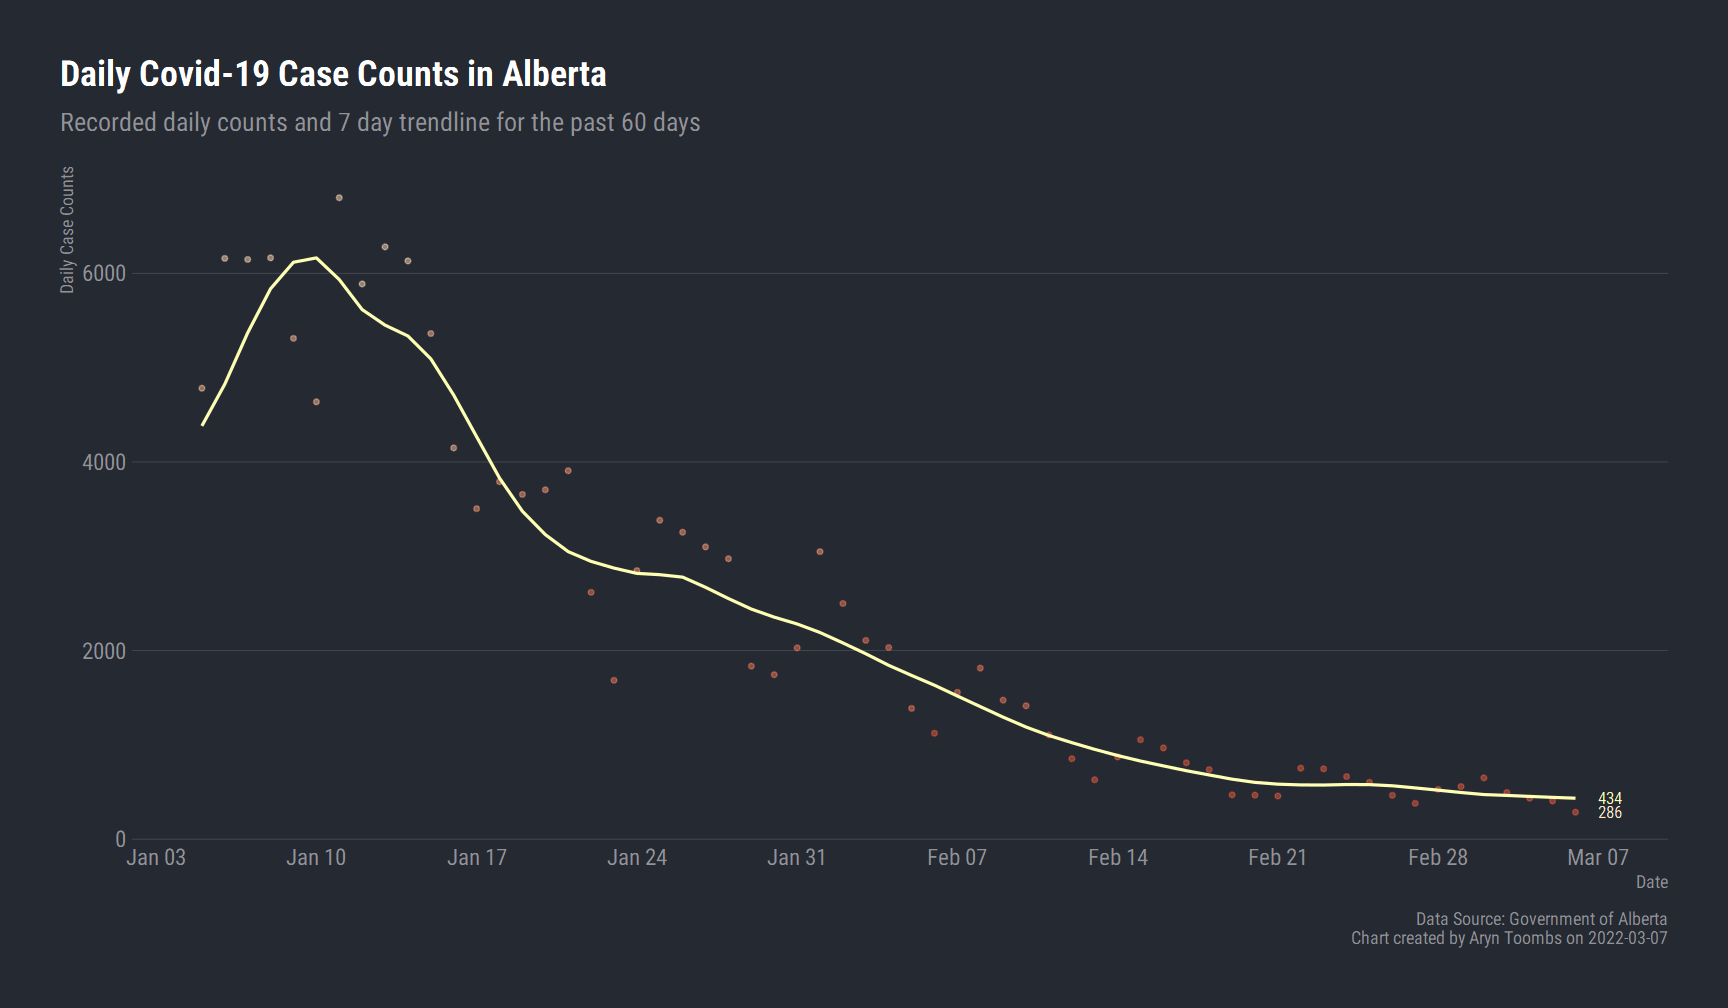 Daily Covid-19 Case Counts in Alberta
Recorded daily counts and 7 day trendline for the past 60 days
Daily Case Counts
6000
4000
2000
0
434
286
Jan 03 Jan 10 Jan 17 Jan 24 Jan 31 Feb 07 Feb 14 Feb 21 Feb 28 Mar 07
Date
Data Source: Government of Alberta
Chart created by Aryn Toombs on 2022-03-07